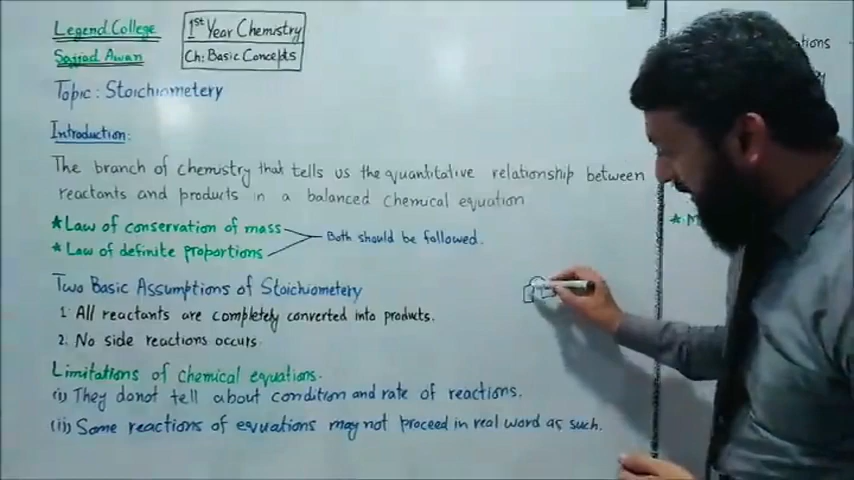 Legend College
Sajjad Awan
1st Year Chemistry
Ch: Basic Concepts
Topic: Stoichiometery
Introduction:
The branch of chemistry that tells us the quantitative relationship between
reactants and products in a balanced chemical equation
*Law of conservation of mass
*Law of definite proportions
Both should be followed.
Two Basic Assumptions of Stoichiometery
1. All reactants are completely converted into products.
2. No side reactions occurs.
Limitations of chemical equations.
(i) They donot tell about condition and rate of reactions.
(ii) Some reactions of equations may not proceed in real word as such.